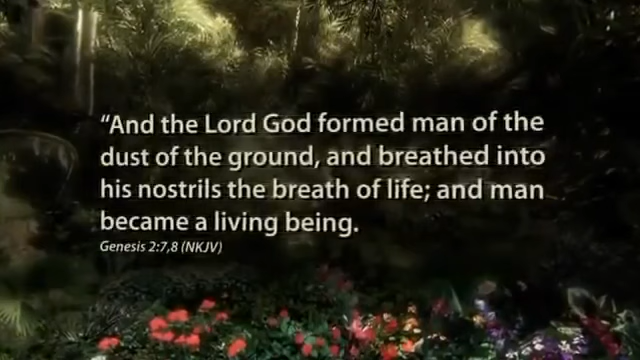 “And the Lord God formed man of the
dust of the ground, and breathed into
his nostrils the breath of life; and man
became a living being.
Genesis 2:7,8 (NKJV)